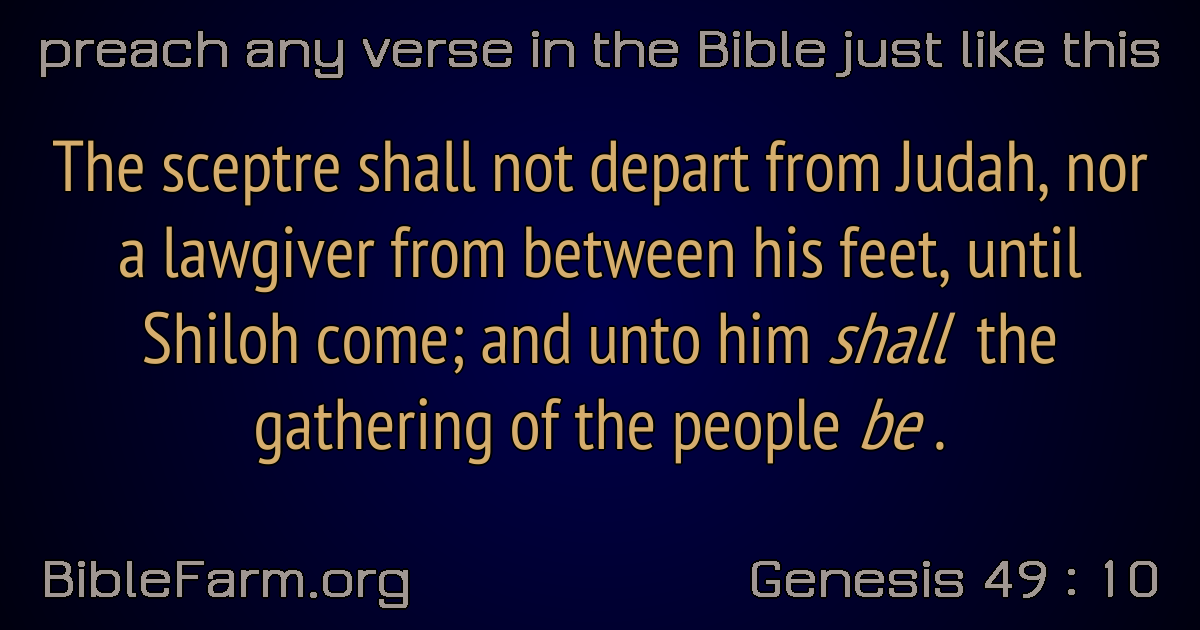 preach any verse in the Bible just like this
The sceptre shall not depart from Judah, nor
a lawgiver from between his feet, until
Shiloh come; and unto him shall the
gathering of the people be .
BibleFarm.org
Genesis 49 : 10